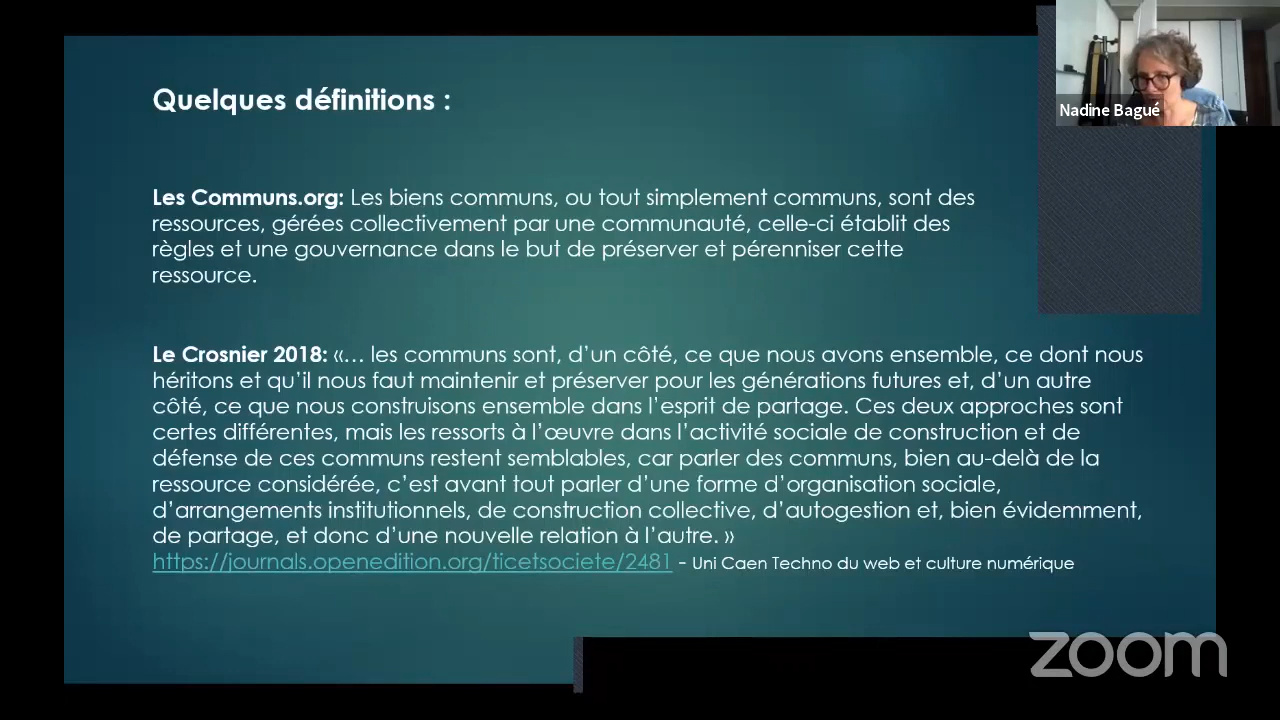 Quelques définitions :
Nadine Bagué
Les Communs.org: Les biens communs, ou tout simplement communs, sont des
ressources, gérées collectivement par une communauté, celle-ci établit des
règles et une gouvernance dans le but de préserver et pérenniser cette
ressource.
Le Crosnier 2018: «… les communs sont, d’un côté, ce que nous avons ensemble, ce dont nous
héritons et qu’il nous faut maintenir et préserver pour les générations futures et, d’un autre
côté, ce que nous construisons ensemble dans l’esprit de partage. Ces deux approches sont
certes différentes, mais les ressorts à l’œuvre dans l’activité sociale de construction et de
défense de ces communs restent semblables, car parler des communs, bien au-delà de la
ressource considérée, c’est avant tout parler d’une forme d’organisation sociale,
d’arrangements institutionnels, de construction collective, d’autogestion et, bien évidemment,
de partage, et donc d’une nouvelle relation à l’autre. »
https://journals.openedition.org/ticetsociete/2481 - Uni Caen Techno du web et culture numérique
zoom